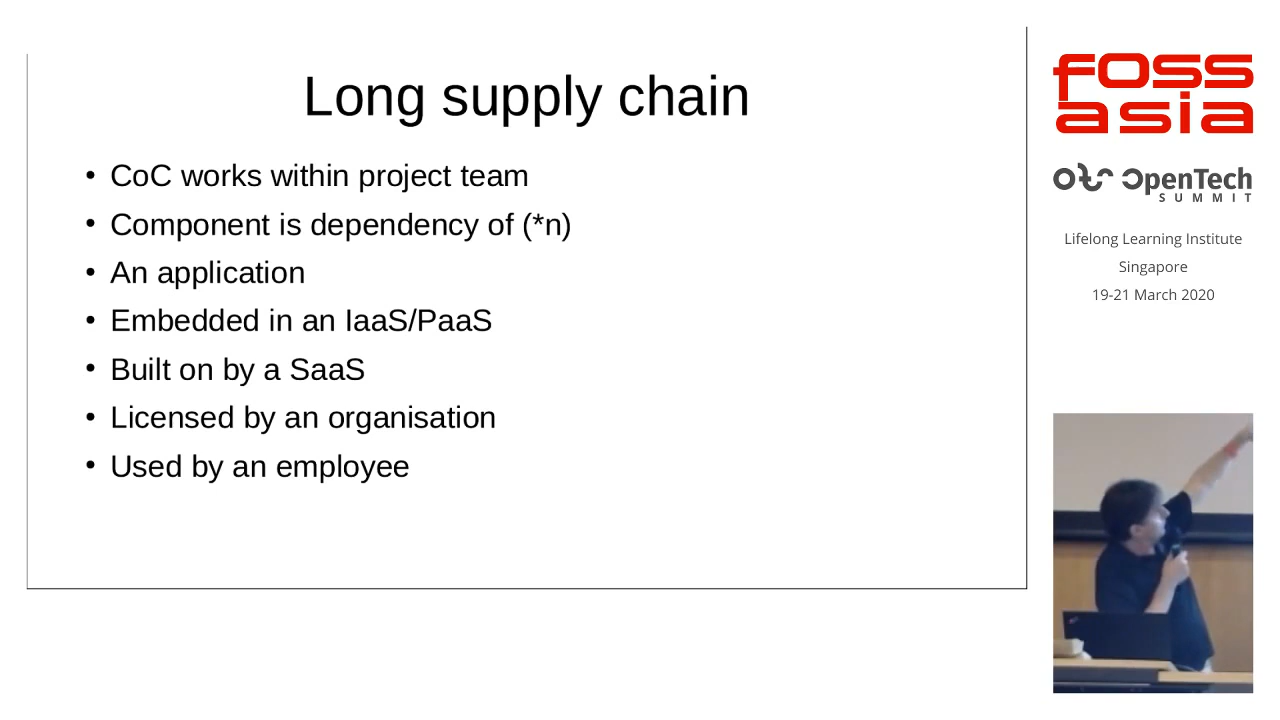 Long supply chain
• CoC works within project team
• Component is dependency of (*n)
• An application
• Embedded in an IaaS/PaaS
• Built on by a SaaS
• Licensed by an organisation
• Used by an employee
foss
asia
ots OpenTech
SUMMIT
Lifelong Learning Institute
Singapore
19-21 March 2020